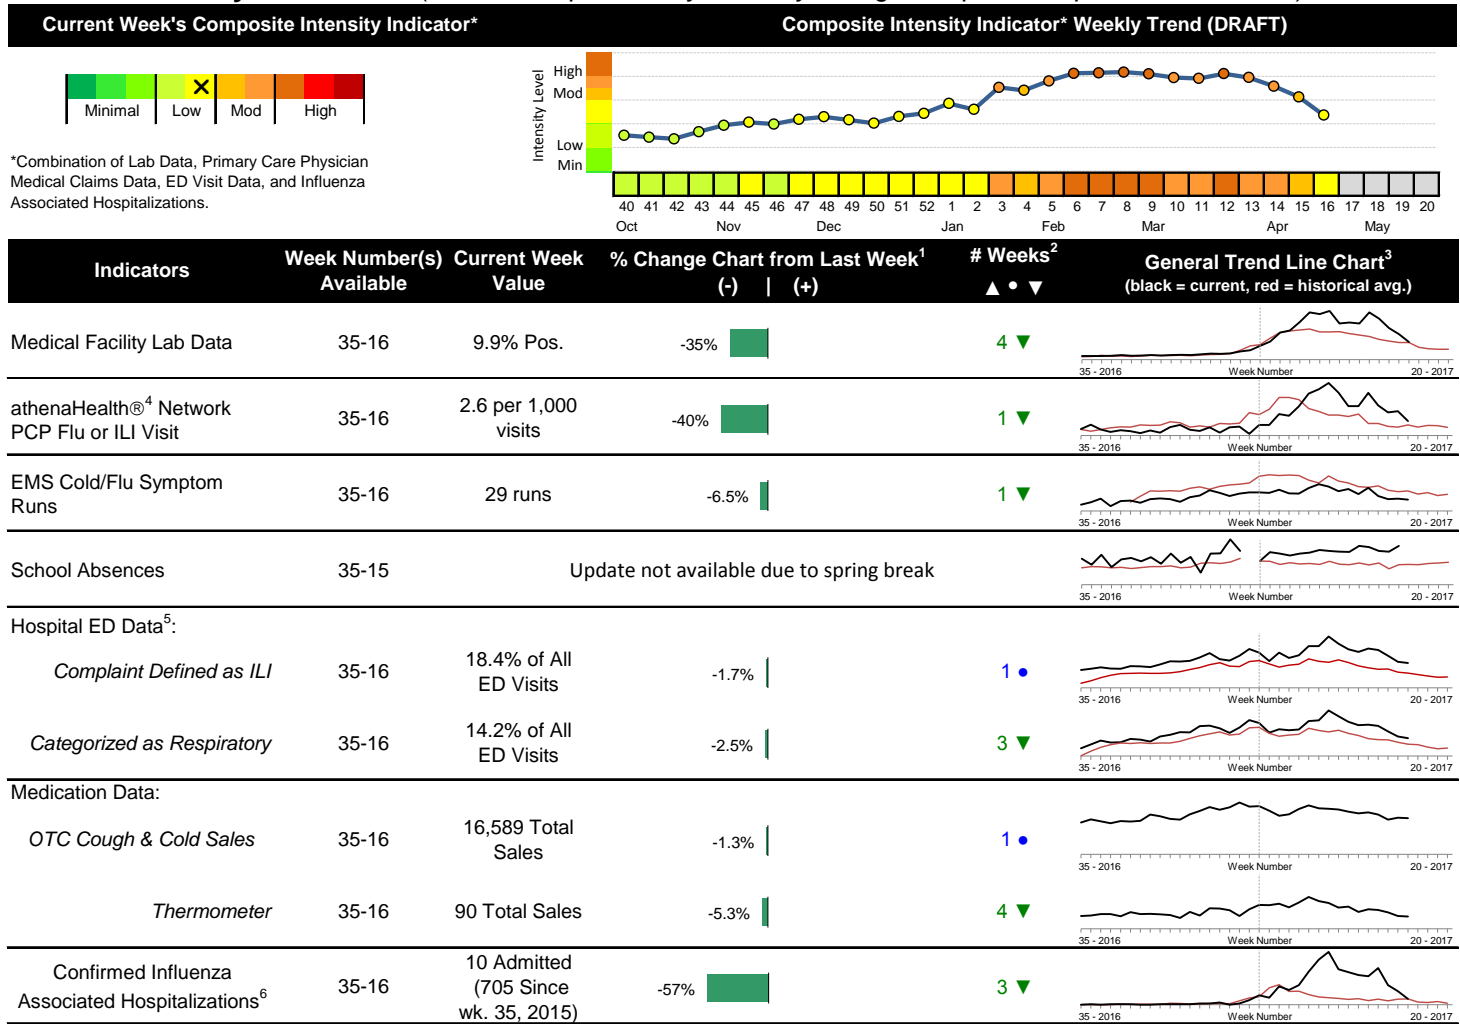 Current Week's Composite Intensity Indicator*
Composite Intensity Indicator* Weekly Trend (DRAFT)
Minimal Low Mod High
*Combination of Lab Data, Primary Care Physician
Medical Claims Data, ED Visit Data, and Influenza
Associated Hospitalizations.
Intensity Level
High
Mod
Low
Min
40 41 42 43 44 45 46 47 48 49 50 51 52 1 2 3 4 5 6 7 8 9 10 11 12 13 14 15 16 17 18 19 20
Oct Nov Dec Jan Feb Mar Apr May
Indicators
Week Number(s)
Available
Current Week
Value
% Change Chart from Last Week1
(-) | (+)
# Weeks2
▲ ● ▼
General Trend Line Chart3
(black = current, red = historical avg.)
Medical Facility Lab Data
35-16
9.9% Pos.
-35%
4 ▼
35 - 2016 Week Number 20 - 2017
athenaHealth®4 Network
PCP Flu or ILI Visit
35-16
2.6 per 1,000
visits
-40%
1 ▼
35 - 2016 Week Number 20 - 2017
EMS Cold/Flu Symptom
Runs
35-16
29 runs
-6.5%
1 ▼
35 - 2016 Week Number 20 - 2017
School Absences
35-15
Update not available due to spring break
35 - 2016 Week Number 20 - 2017
Hospital ED Data5:
Complaint Defined as ILI
35-16
18.4% of All
ED Visits
-1.7%
1 ●
35 - 2016 Week Number 20 - 2017
Categorized as Respiratory
35-16
14.2% of All
ED Visits
-2.5%
3 ▼
35 - 2016 Week Number 20 - 2017
Medication Data:
OTC Cough & Cold Sales
35-16
16,589 Total
Sales
-1.3%
1 ●
35 - 2016 Week Number 20 - 2017
Thermometer
35-16
90 Total Sales
-5.3%
4 ▼
35 - 2016 Week Number 20 - 2017
Confirmed Influenza
Associated Hospitalizations6
35-16
10 Admitted
(705 Since
wk. 35, 2015)
-57%
3 ▼
35 - 2016 Week Number 20 - 2017